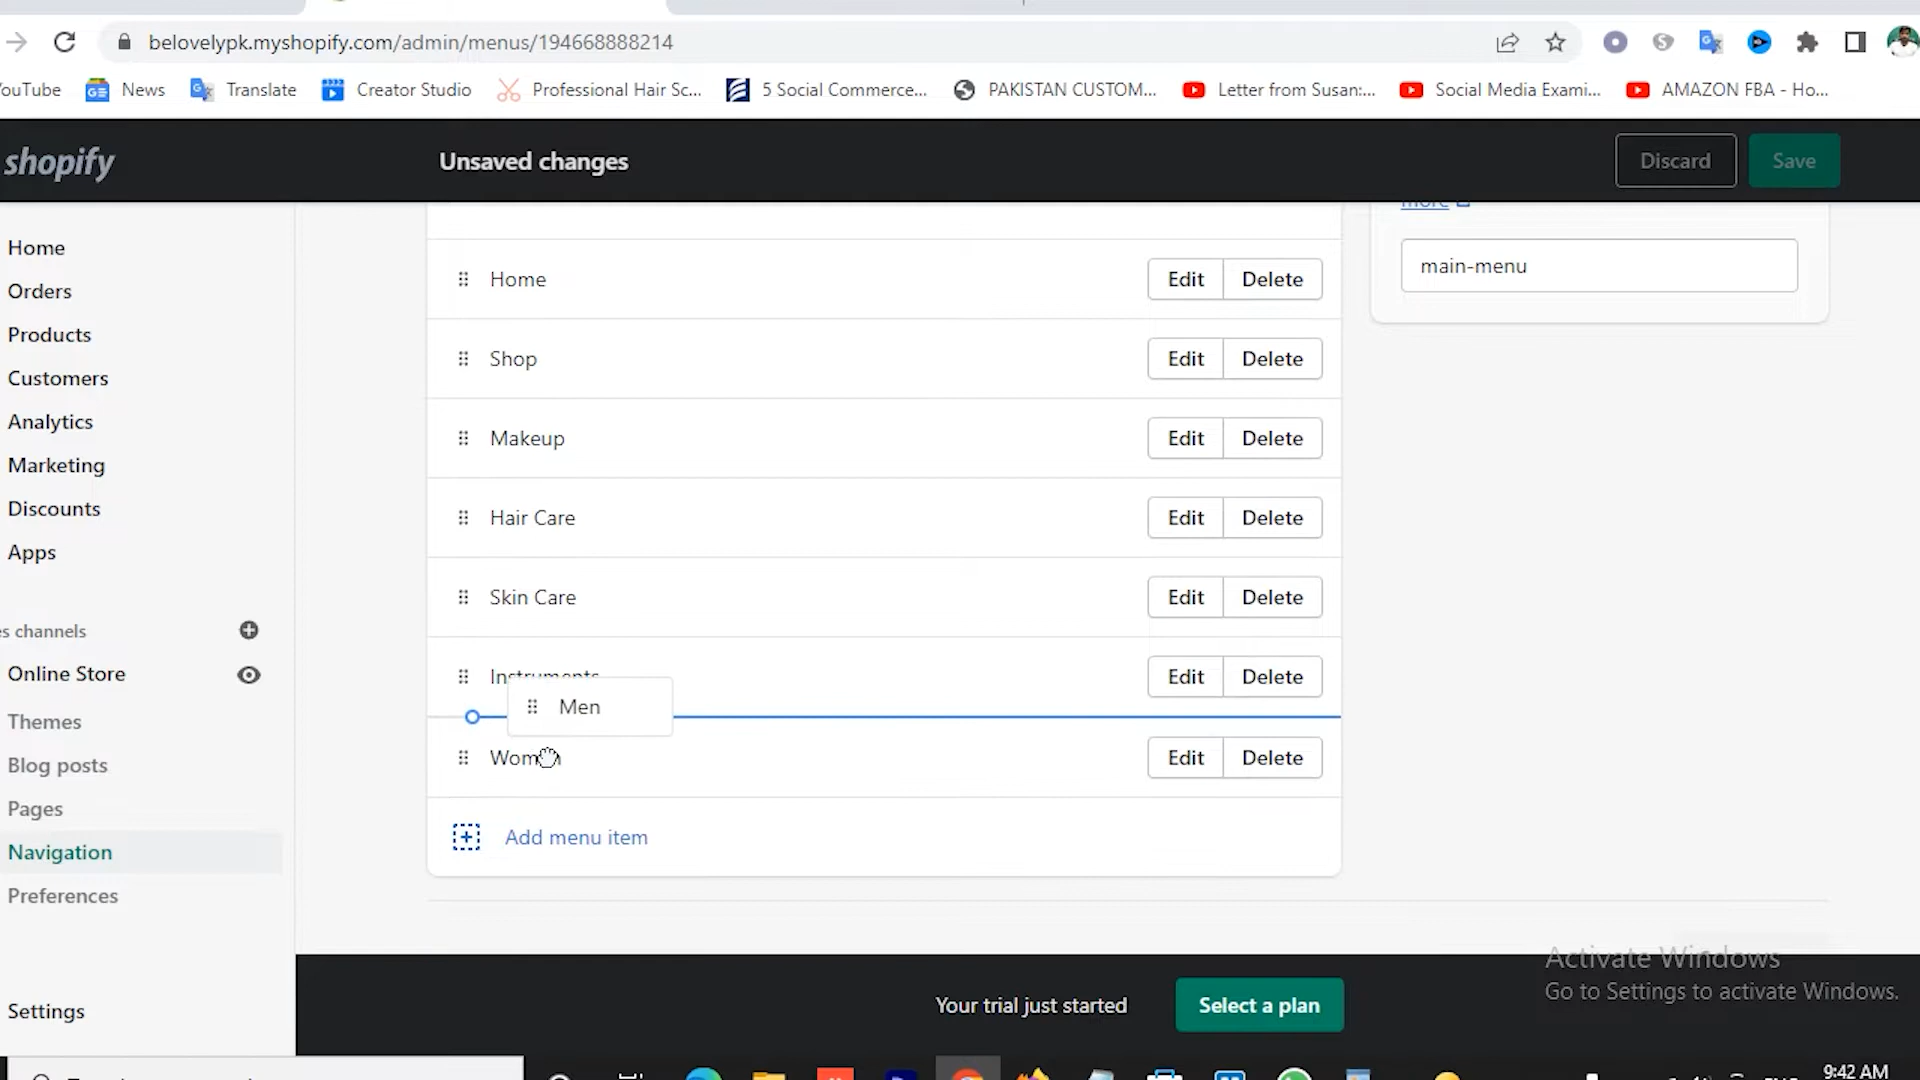 belovelypk.myshopify.com/admin/menus/194668888214
ouTube News Translate Creator Studio Professional Hair Sc... 5 Social Commerce... PAKISTAN CUSTOM... Letter from Susan:... Social Media Exami... AMAZON FBA - Ho...
shopify Unsaved changes Discard Save
more
main-menu
Home
Orders
Products
Customers
Analytics
Marketing
Discounts
Apps
s channels
Online Store
Themes
Blog posts
Pages
Navigation
Preferences
Settings
Home Edit Delete
Shop Edit Delete
Makeup Edit Delete
Hair Care Edit Delete
Skin Care Edit Delete
Instruments Edit Delete
Men
Women Edit Delete
Add menu item
Activate Windows
Go to Settings to activate Windows.
Your trial just started Select a plan
9:42 AM